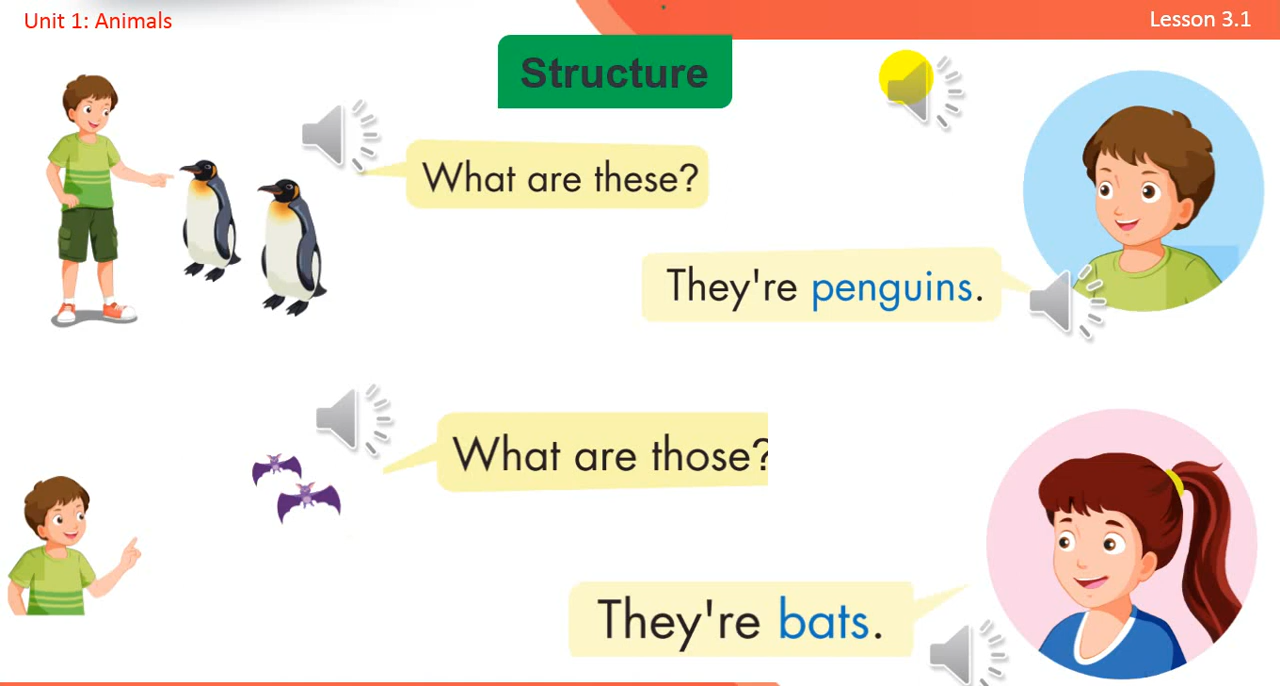 Unit 1: Animals
Lesson 3.1
Structure
What are these?
They're penguins.
What are those?
They're bats.